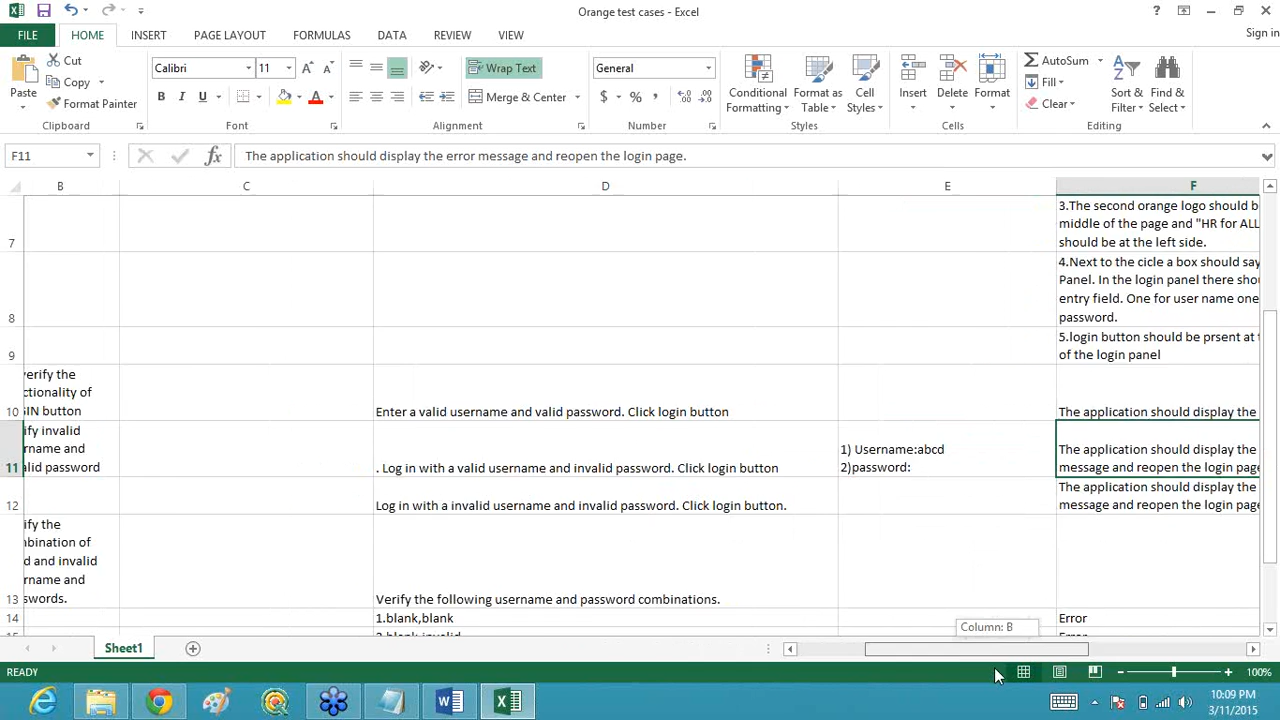 Orange test cases - Excel
Sign in
FILE HOME INSERT PAGE LAYOUT FORMULAS DATA REVIEW VIEW
Paste
Cut
Copy
Format Painter
Clipboard
Calibri 11
B I U
Font
Wrap Text
Merge & Center
Alignment
General
$ % ,
Number
Conditional Formatting
Format as Table
Cell Styles
Styles
Insert Delete Format
Cells
AutoSum
Fill
Clear
Sort & Filter
Find & Select
Editing
F11
fx
The application should display the error message and reopen the login page.
B C D E F
3.The second orange logo should b
middle of the page and "HR for ALL
7
should be at the left side.
4.Next to the cicle a box should say
Panel. In the login panel there shou
entry field. One for user name one
8
password.
5.login button should be prsent at t
9
of the login panel
verify the
ctionality of
10
GIN button
Enter a valid username and valid password. Click login button
The application should display the
ify invalid
rname and
11
alid password
. Log in with a valid username and invalid password. Click login button
1) Username:abcd
2)password:
The application should display the
message and reopen the login page
12
Log in with a invalid username and invalid password. Click login button.
The application should display the
message and reopen the login page
ify the
nbination of
d and invalid
rname and
13
swords.
Verify the following username and password combinations.
14
1.blank,blank
Error
Column: B
Sheet1
READY
100%
10:09 PM
3/11/2015